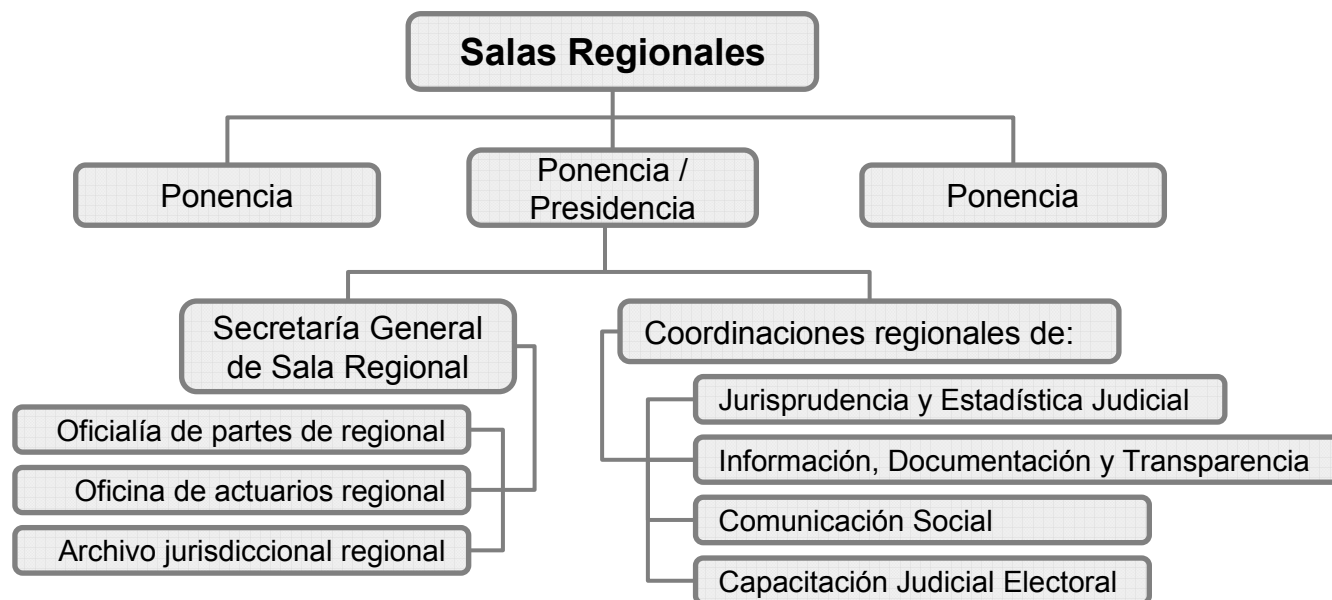 Salas Regionales
Ponencia
Ponencia /
Presidencia
Ponencia
Secretaría General
de Sala Regional
Oficialía de partes de regional
Oficina de actuarios regional
Archivo jurisdiccional regional
Coordinaciones regionales de:
Jurisprudencia y Estadística Judicial
Información, Documentación y Transparencia
Comunicación Social
Capacitación Judicial Electoral